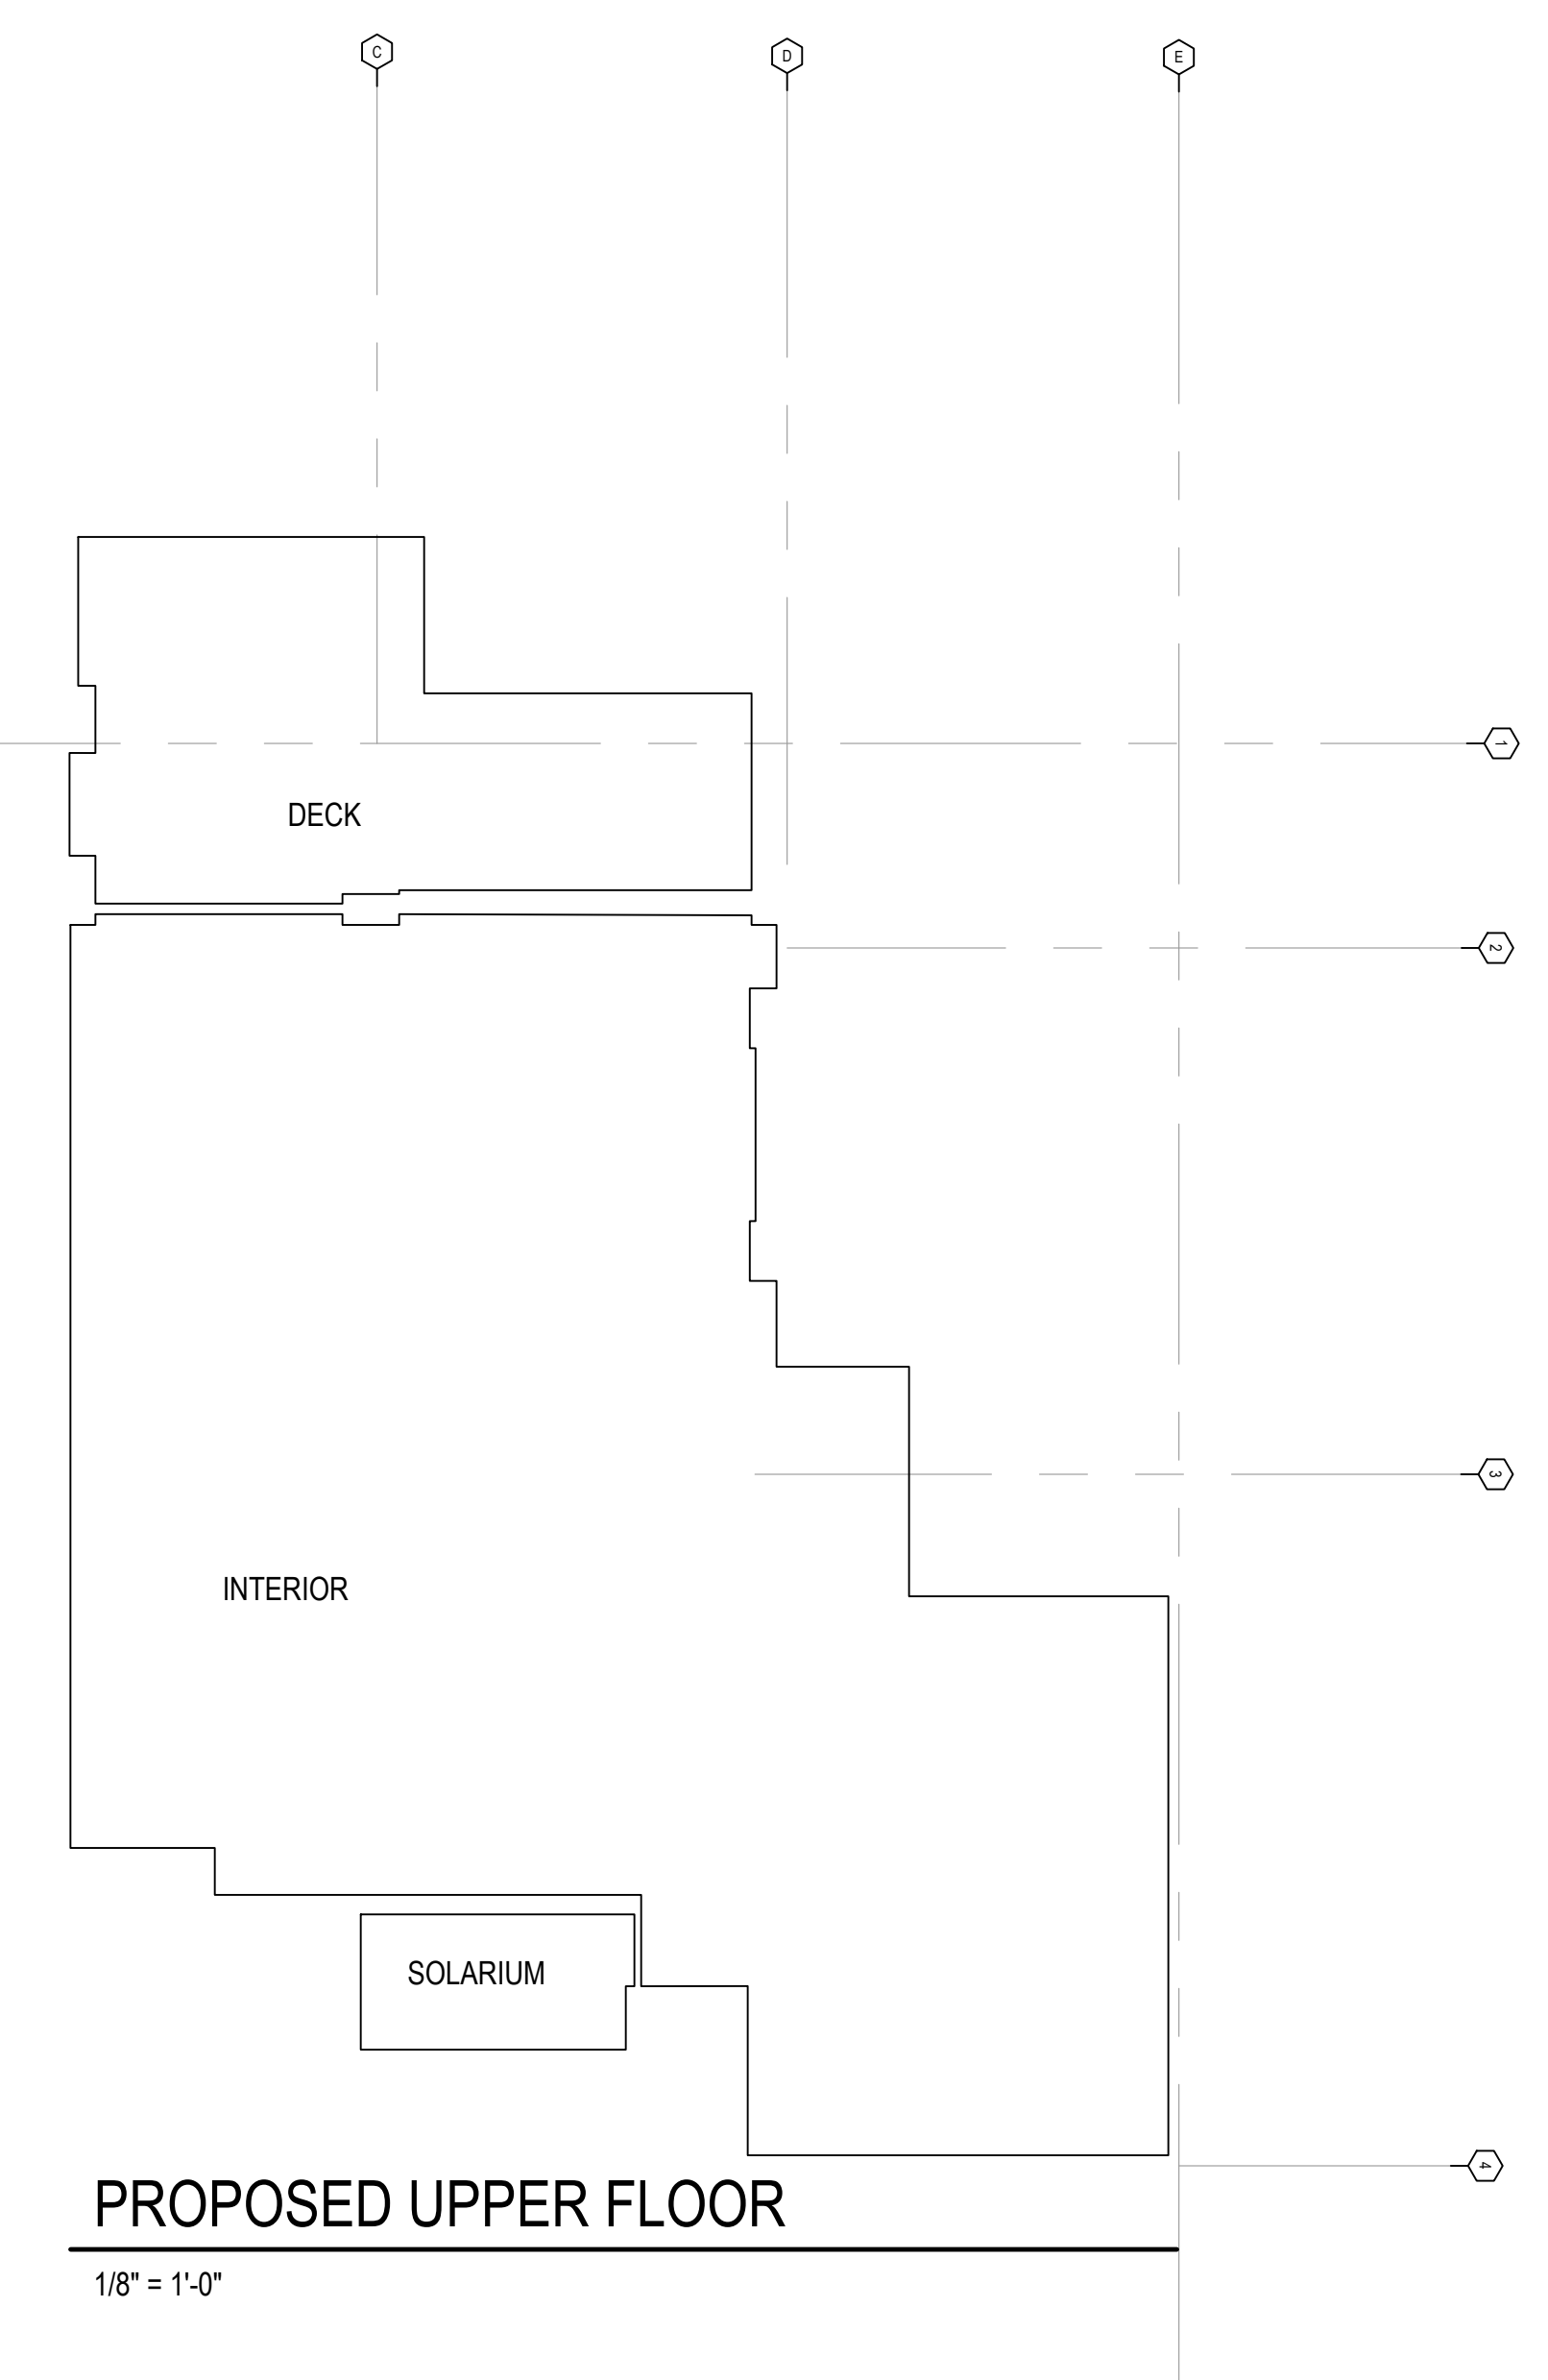 C
D
E
1
DECK
2
3
INTERIOR
SOLARIUM
4
PROPOSED UPPER FLOOR
1/8" = 1'-0"